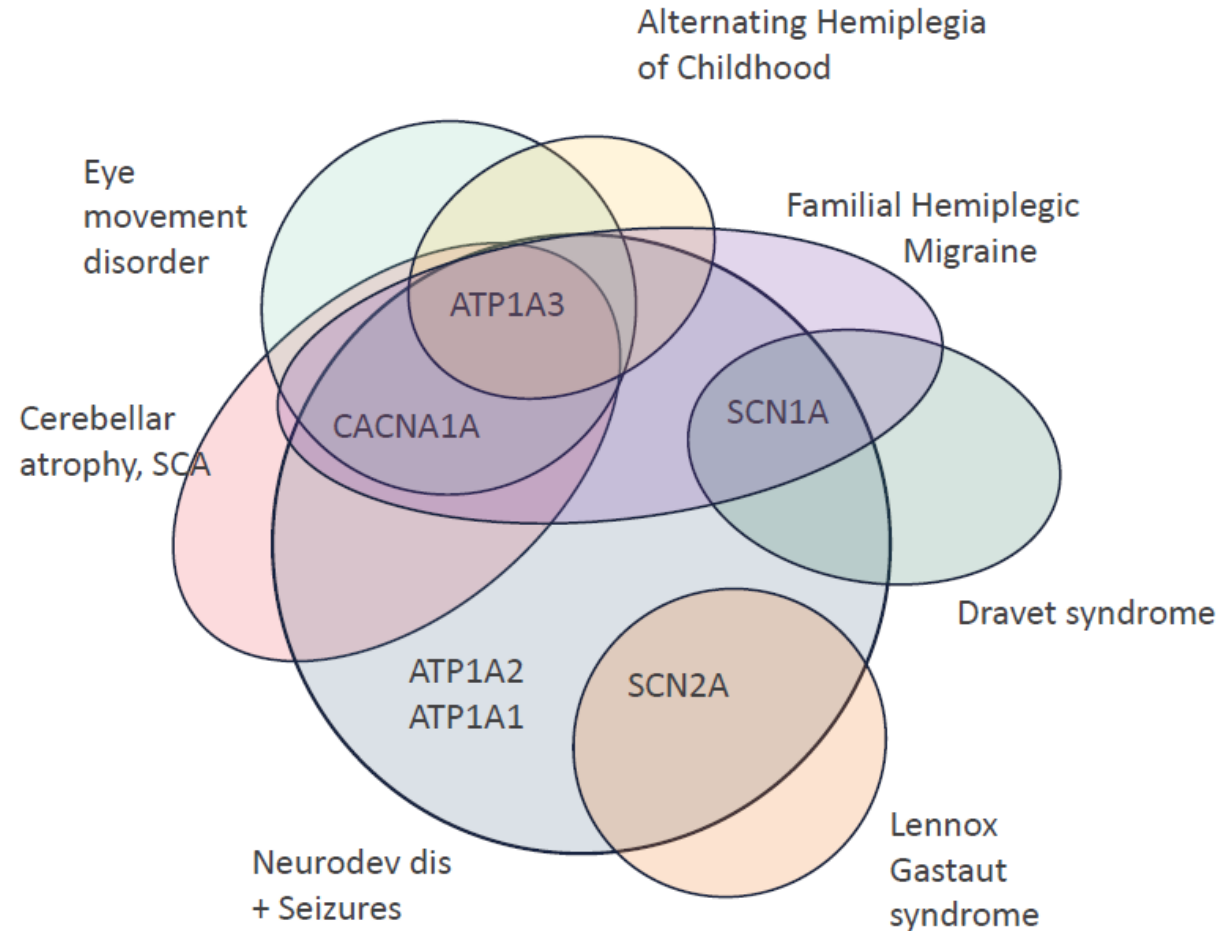 Alternating Hemiplegia
of Childhood
Eye
movement
disorder
Familial Hemiplegic
Migraine
ATP1A3
Cerebellar
atrophy, SCA
CACNA1A
SCN1A
Dravet syndrome
ATP1A2
ATP1A1
SCN2A
Neurodev dis
+ Seizures
Lennox
Gastaut
syndrome